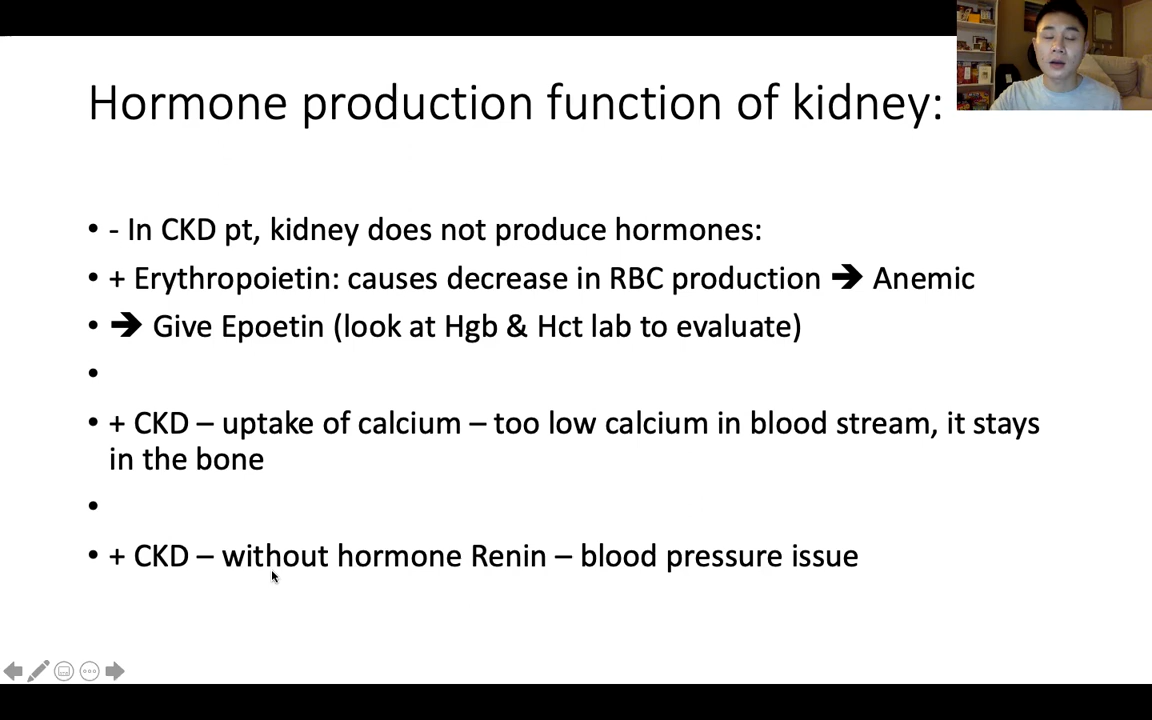 Hormone production function of kidney:
• - In CKD pt, kidney does not produce hormones:
• + Erythropoietin: causes decrease in RBC production ➔ Anemic
• ➔ Give Epoetin (look at Hgb & Hct lab to evaluate)
•
• + CKD – uptake of calcium – too low calcium in blood stream, it stays
in the bone
•
• + CKD – without hormone Renin – blood pressure issue